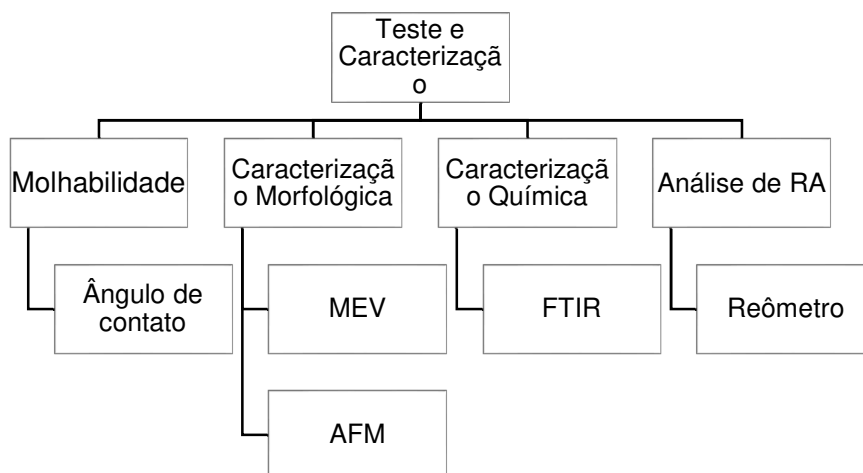 Teste e
Caracterizaçã
o
Molhabilidade
Caracterizaçã
o Morfológica
Caracterizaçã
o Química
Análise de RA
Ângulo de
contato
MEV
FTIR
Reômetro
AFM